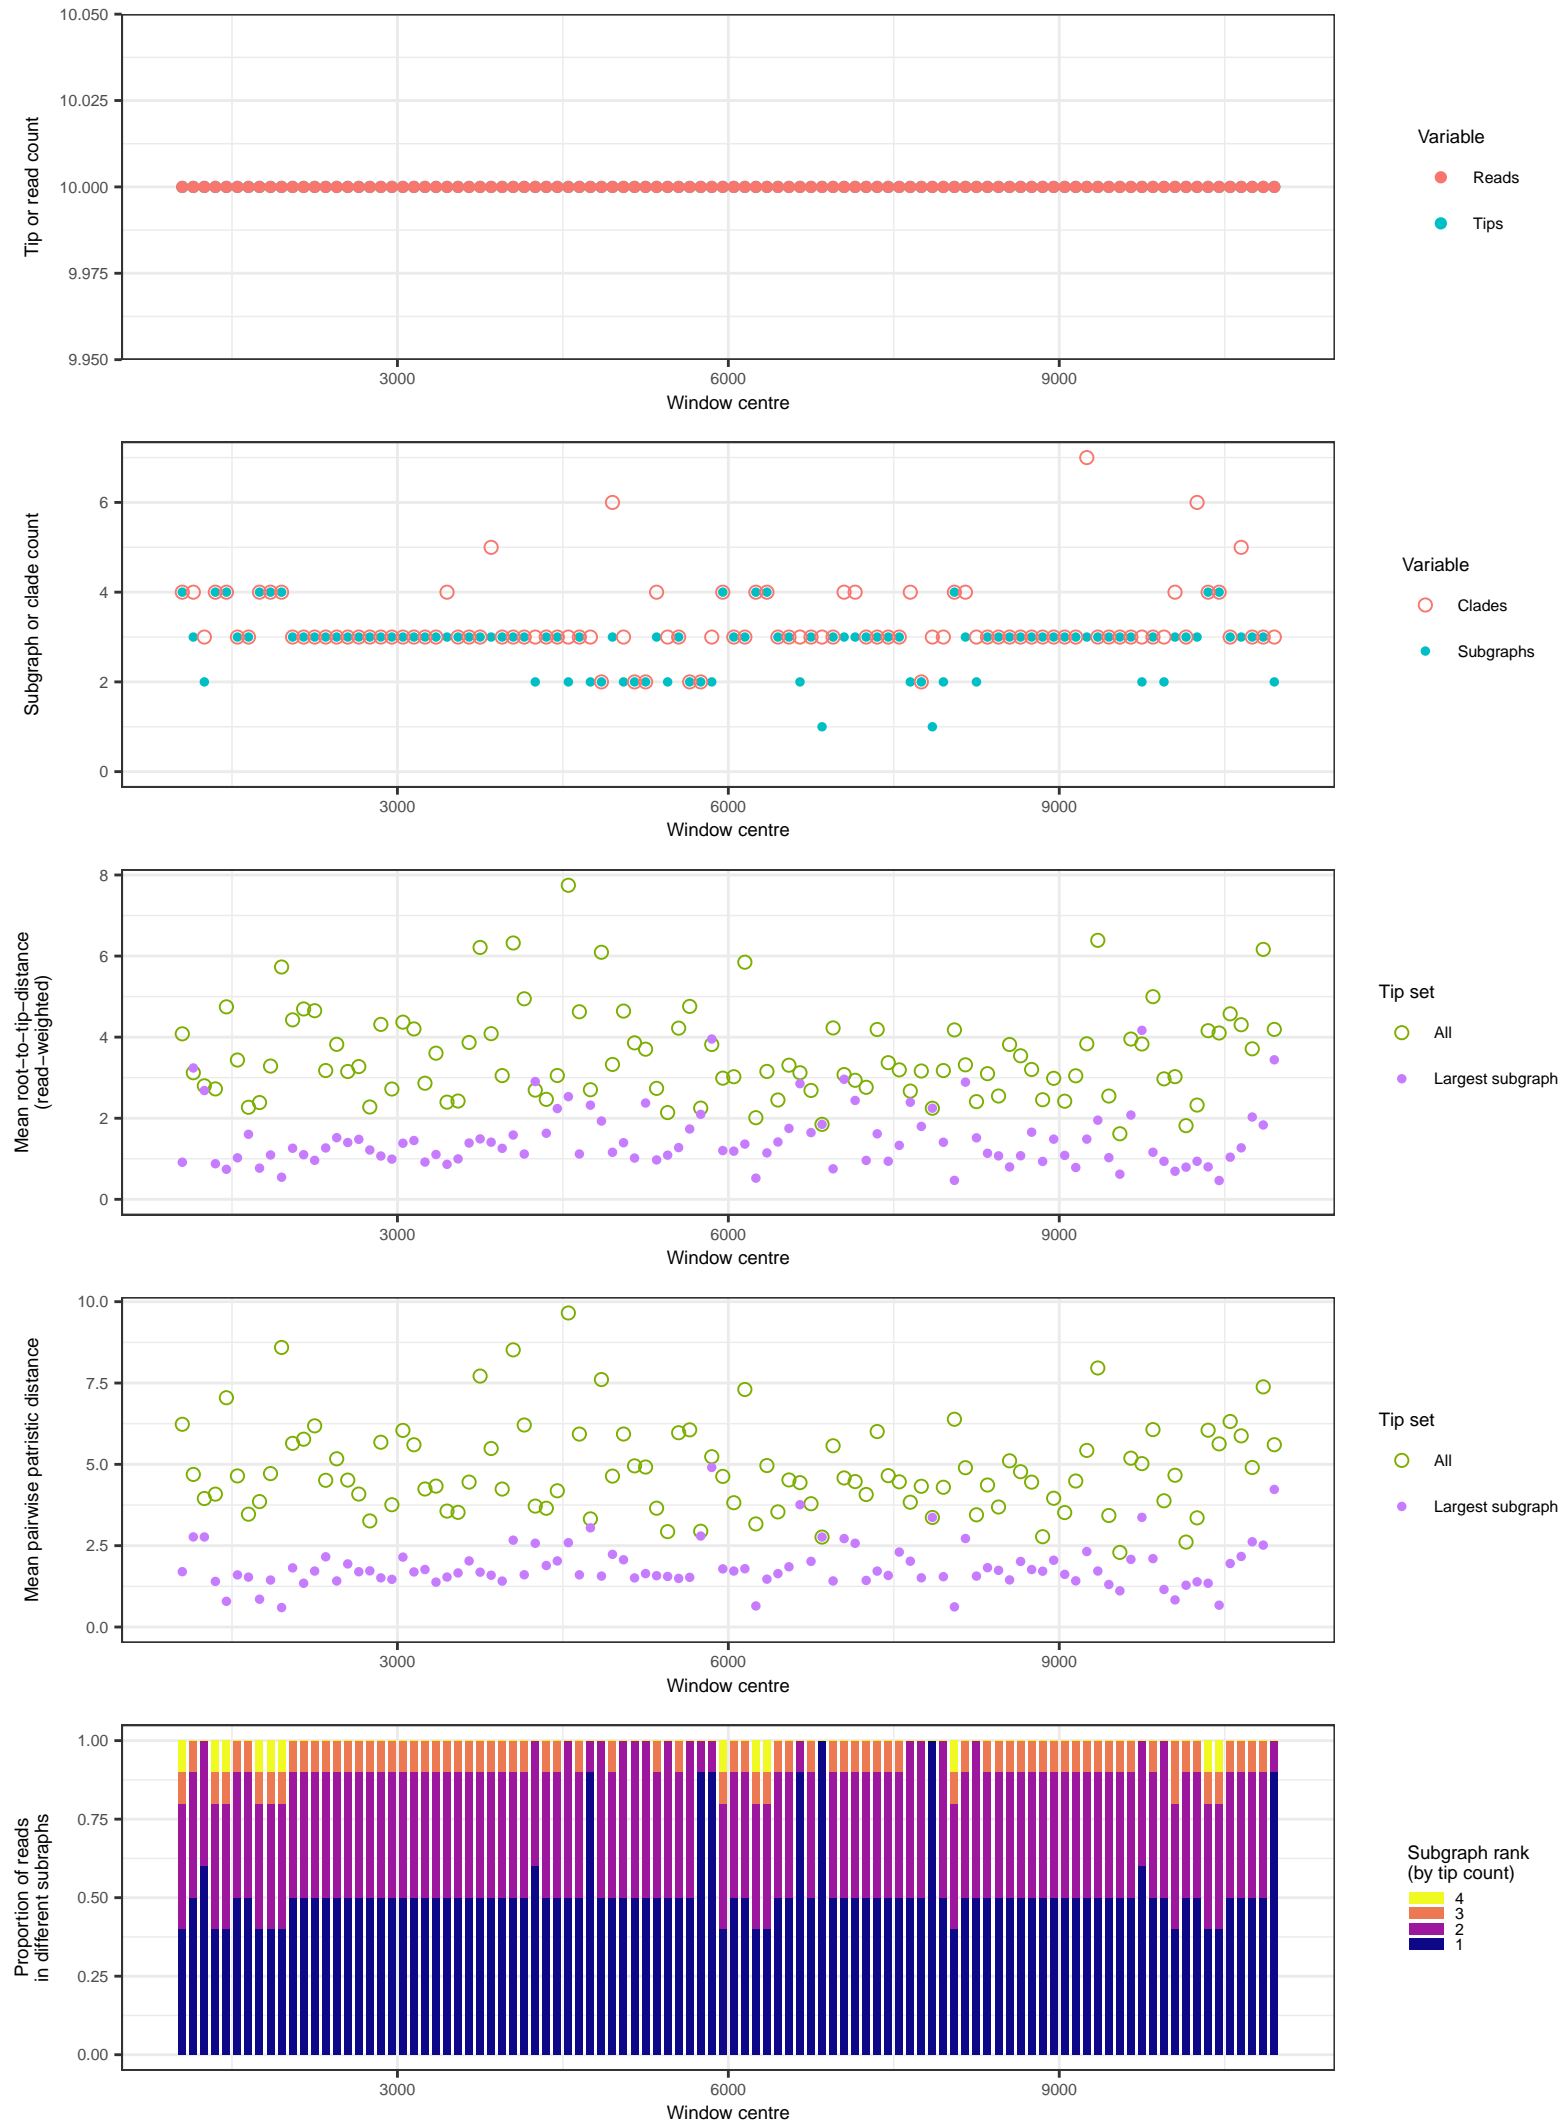 10.050
10.025
10.000
9.975
9.950
Tip or read count
3000
6000
9000
Window centre
Variable
Reads
Tips
6
4
2
0
Subgraph or clade count
3000
6000
9000
Window centre
Variable
Clades
Subgraphs
8
6
4
2
0
Mean root−to−tip−distance
(read−weighted)
3000
6000
9000
Window centre
Tip set
All
Largest subgraph
10.0
7.5
5.0
2.5
0.0
Mean pairwise patristic distance
3000
6000
9000
Window centre
Tip set
All
Largest subgraph
1.00
0.75
0.50
0.25
0.00
Proportion of reads
in different subraphs
3000
6000
9000
Window centre
Subgraph rank
(by tip count)
4
3
2
1